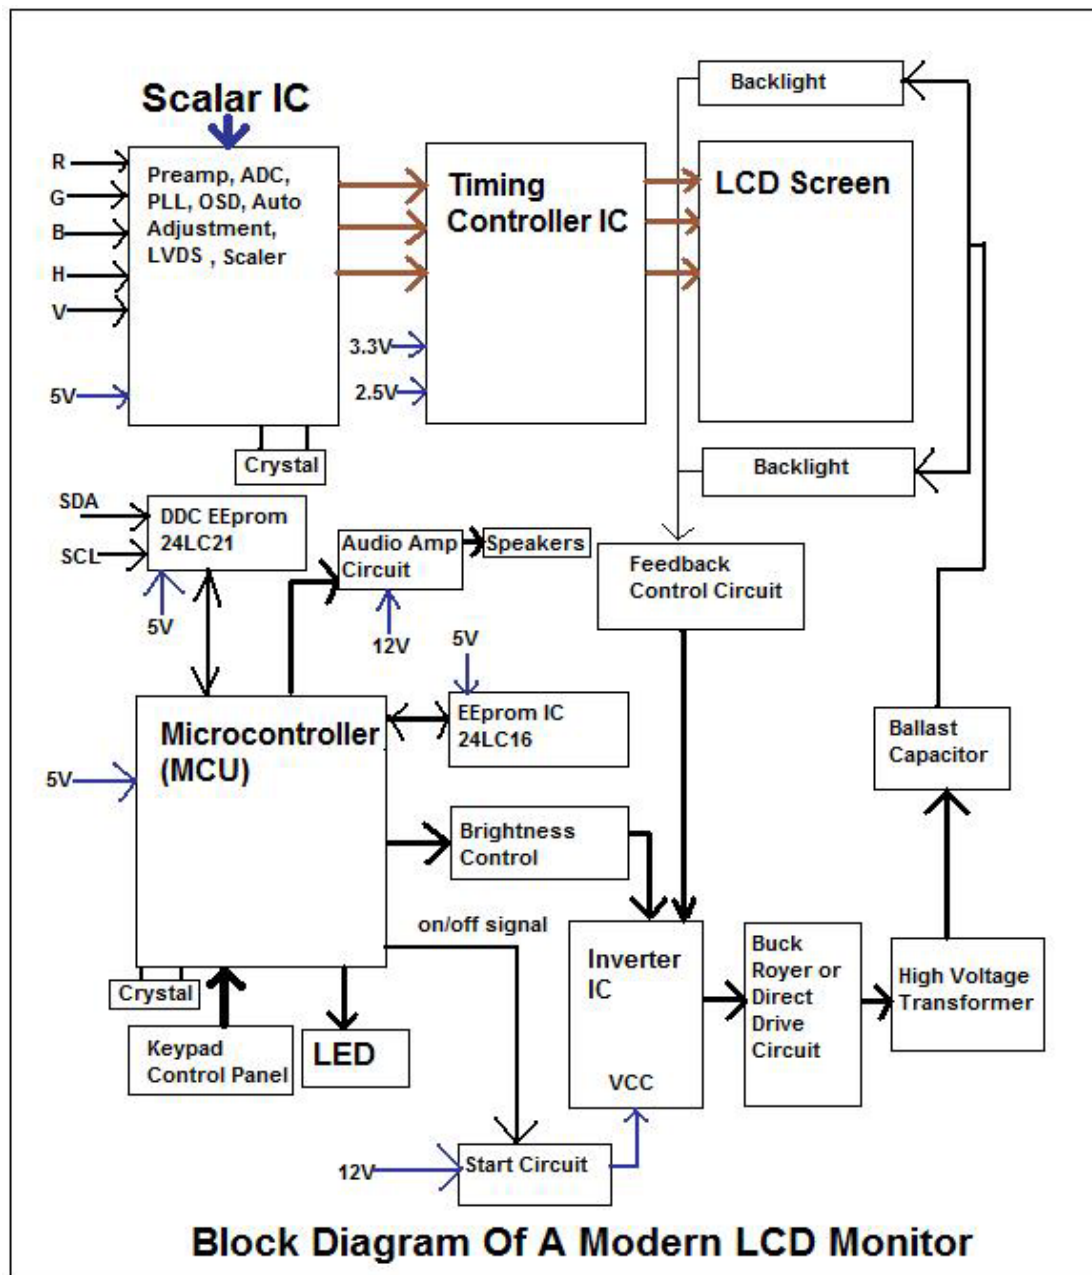 Scalar IC
Backlight
R
G
B
H
V
5V
Preamp, ADC,
PLL, OSD, Auto
Adjustment,
LVDS , Scaler
Timing
Controller IC
LCD Screen
3.3V
2.5V
Crystal
Backlight
SDA
SCL
DDC EEprom
24LC21
5V
Audio Amp
Circuit
Speakers
12V
Feedback
Control Circuit
5V
EEprom IC
24LC16
Microcontroller
(MCU)
5V
Ballast
Capacitor
Brightness
Control
on/off signal
Inverter
IC
VCC
Buck
Royer or
Direct
Drive
Circuit
High Voltage
Transformer
Crystal
Keypad
Control Panel
LED
12V
Start Circuit
Block Diagram Of A Modern LCD Monitor